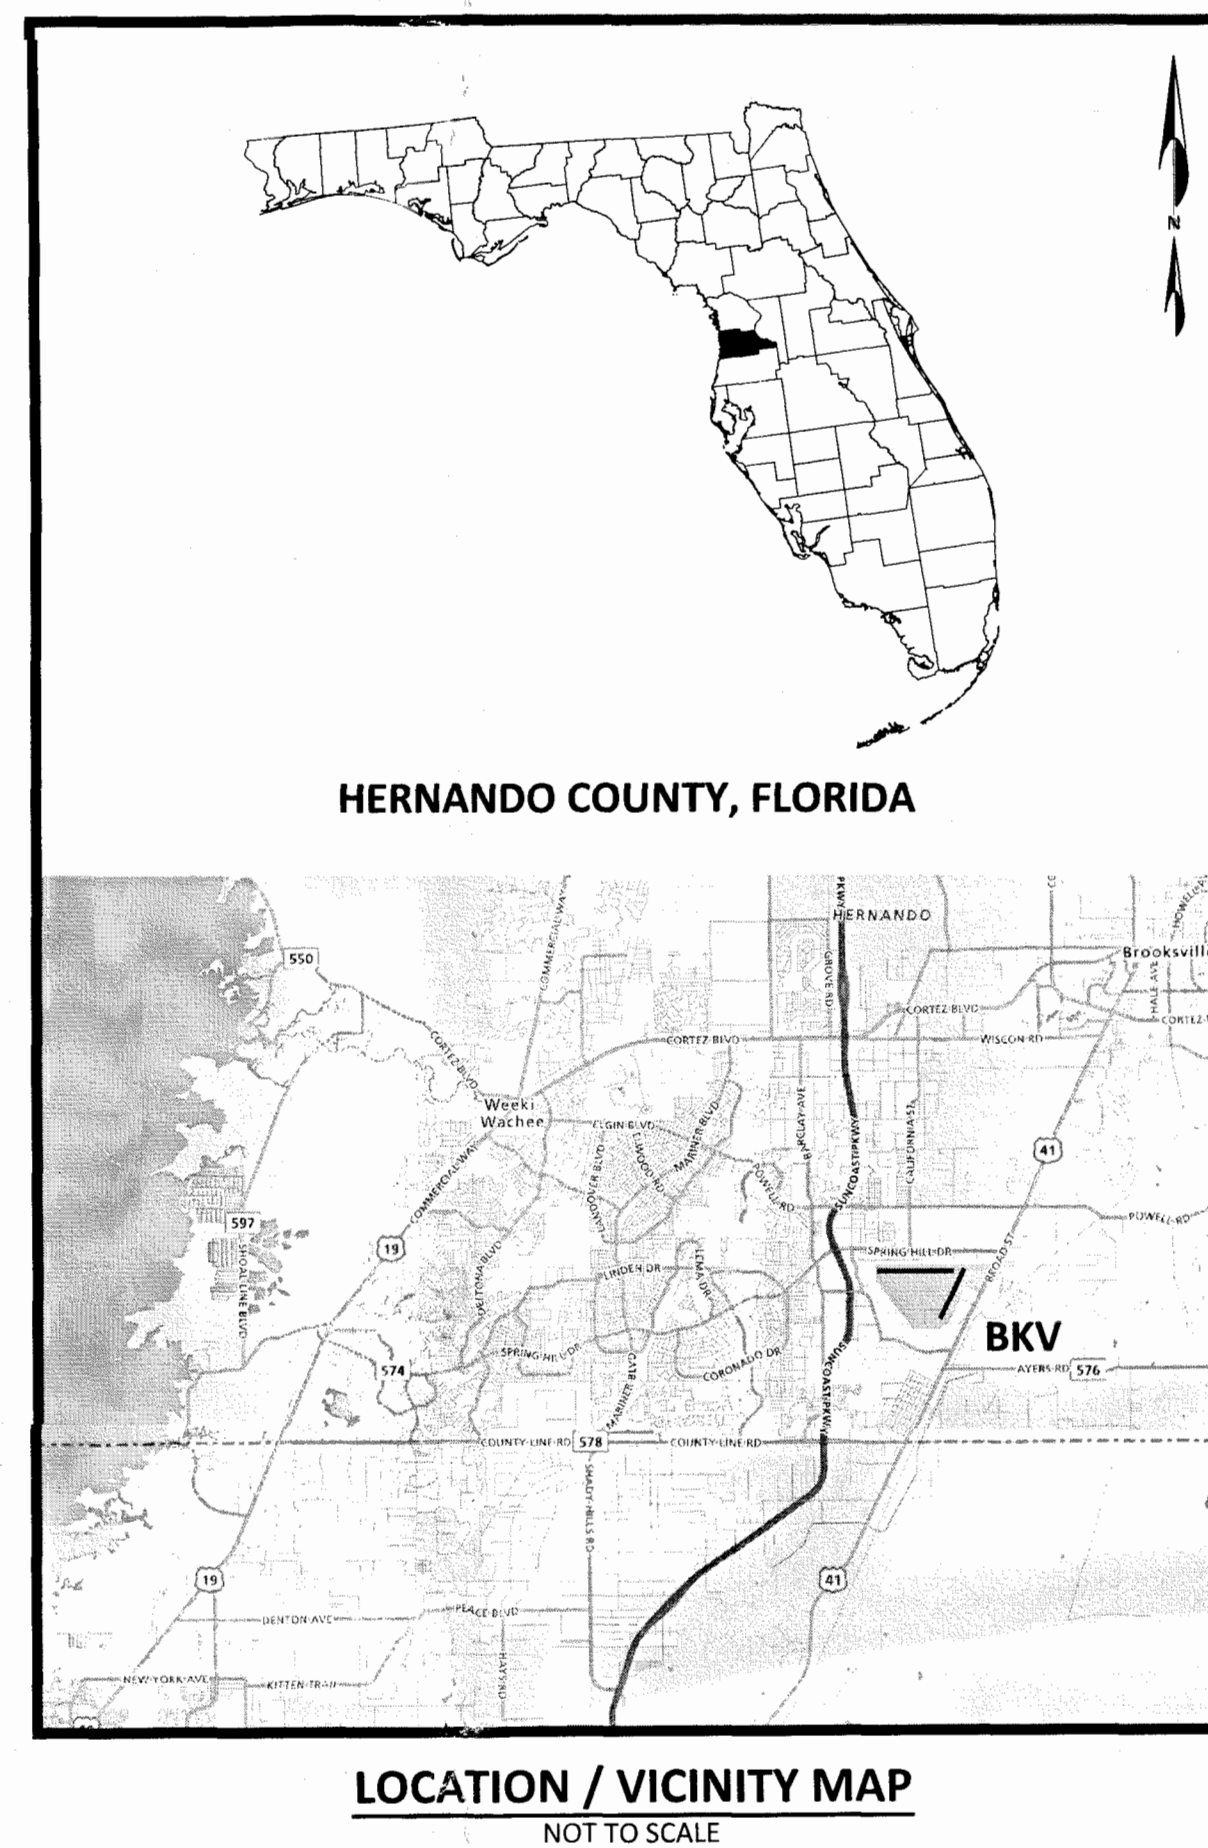 N
HERNANDO COUNTY, FLORIDA
PKWY
HERNANDO
COMMERCIAL-WAY
550
GROVE RD
Brooksville
HALE AVE
HOWELL
CORTEZ BLVD
CORTEZ
CORTEZ BLVD
CORTEZ BLVD
WISCON RD
Weeki
Wachee
ELGIN BLVD
ELWOOD RD
MARINER BLVD
BARCLAY AVE
SUNCOAST PKWY
CALIFORNIA ST
41
COMMERCIAL WAY
LANDOVER BLVD
POWELL RD
POWELL RD
597
19
SHOAL LINE BLVD
DELTONA BLVD
LINDEN DR
LEMA DR
SPRING HILL DR
BROAD ST
BKV
574
SPRING HILL DR
CORONADO DR
SUNCOAST PKWY
AYERS RD
576
MARINER
COUNTY LINE RD
578
COUNTY LINE RD
SHADY HILLS RD
19
41
DENTON AVE
PEACE BLVD
HAYS RD
NEW YORK AVE
KITTEN TRAIL
LOCATION / VICINITY MAP
NOT TO SCALE